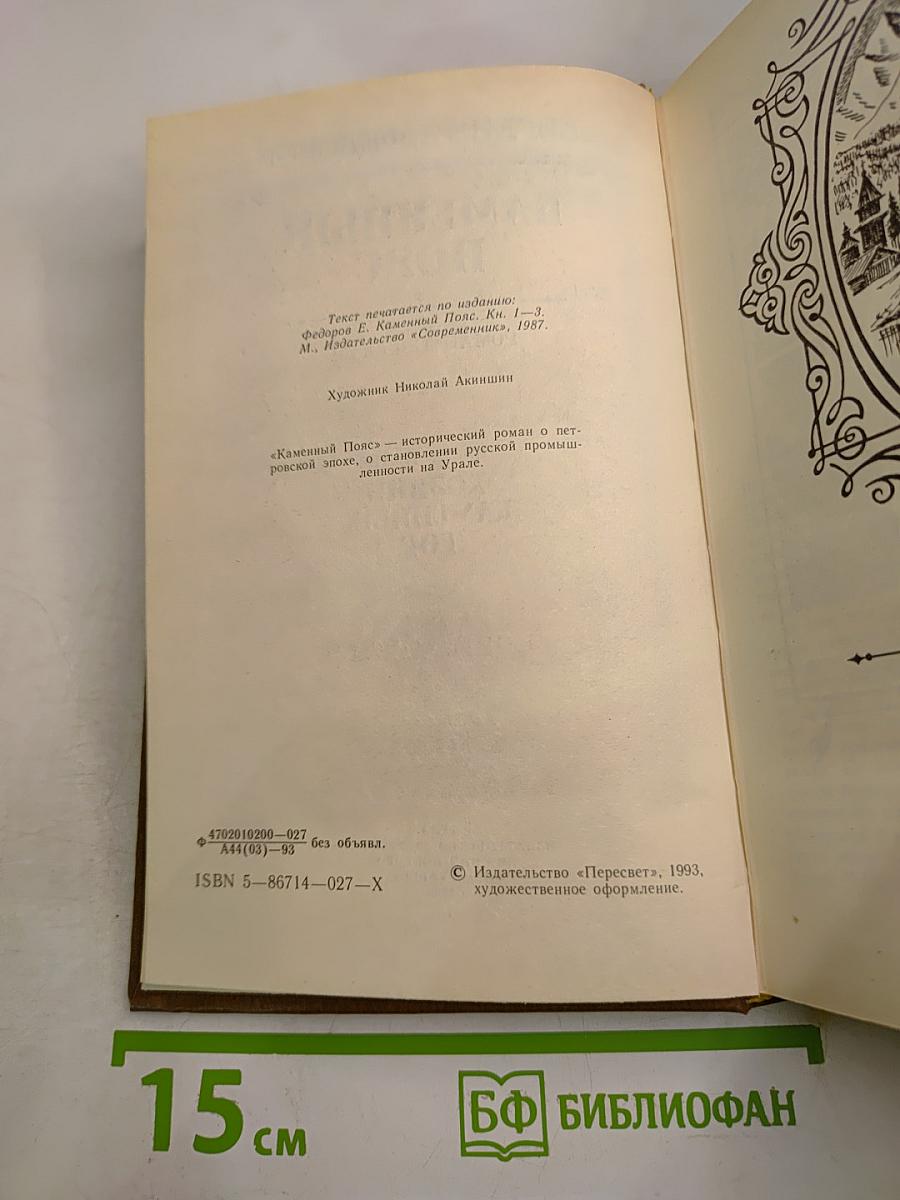 Текст печатается по изданию:
Федоров Е. Каменный Пояс. Кн. 1—3.
М., Издательство «Современник», 1987.
Художник Николай Акиншин
«Каменный Пояс» — исторический роман о пет-
ровской эпохе, о становлении русской промыш-
ленности на Урале.
Ф 4702010200—027
А44(03)—93 без объявл.
ISBN 5—86714—027—X
© Издательство «Пересвет», 1993,
художественное оформление.
15 см
БФ БИБЛИОФАН